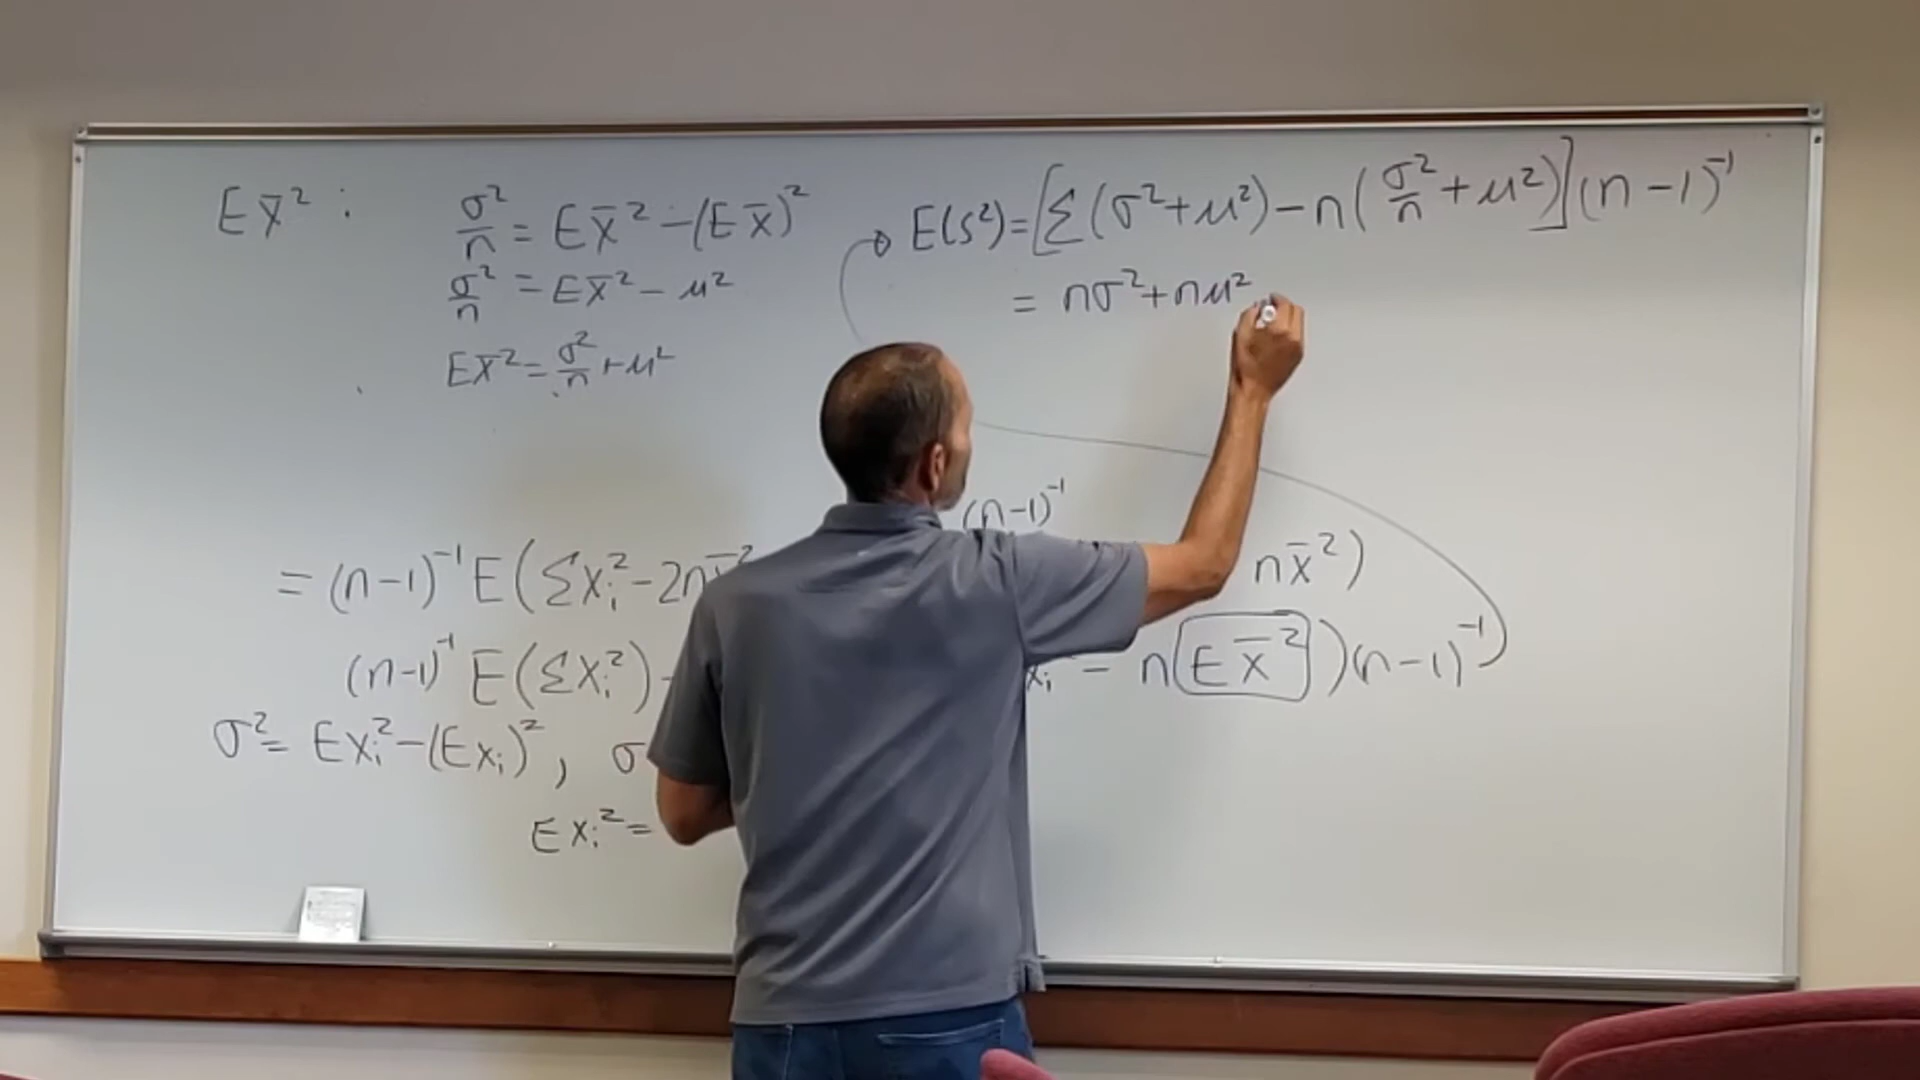 Ex̄² :
σ²/n = Ex̄² - (Ex̄)²
σ²/n = Ex̄² - μ²
Ex̄² = σ²/n + μ²
E(s²) = [Σ(σ²+μ²) - n(σ²/n + μ²)](n-1)⁻¹
= nσ² + nμ²
(n-1)⁻¹
= (n-1)⁻¹ E(Σxᵢ² - 2nx̄² nx̄²)
(n-1)⁻¹ E(Σxᵢ²) - xᵢ - n Ex̄² )(n-1)⁻¹
σ² = Exᵢ² - (Exᵢ)² , σ
Exᵢ² =